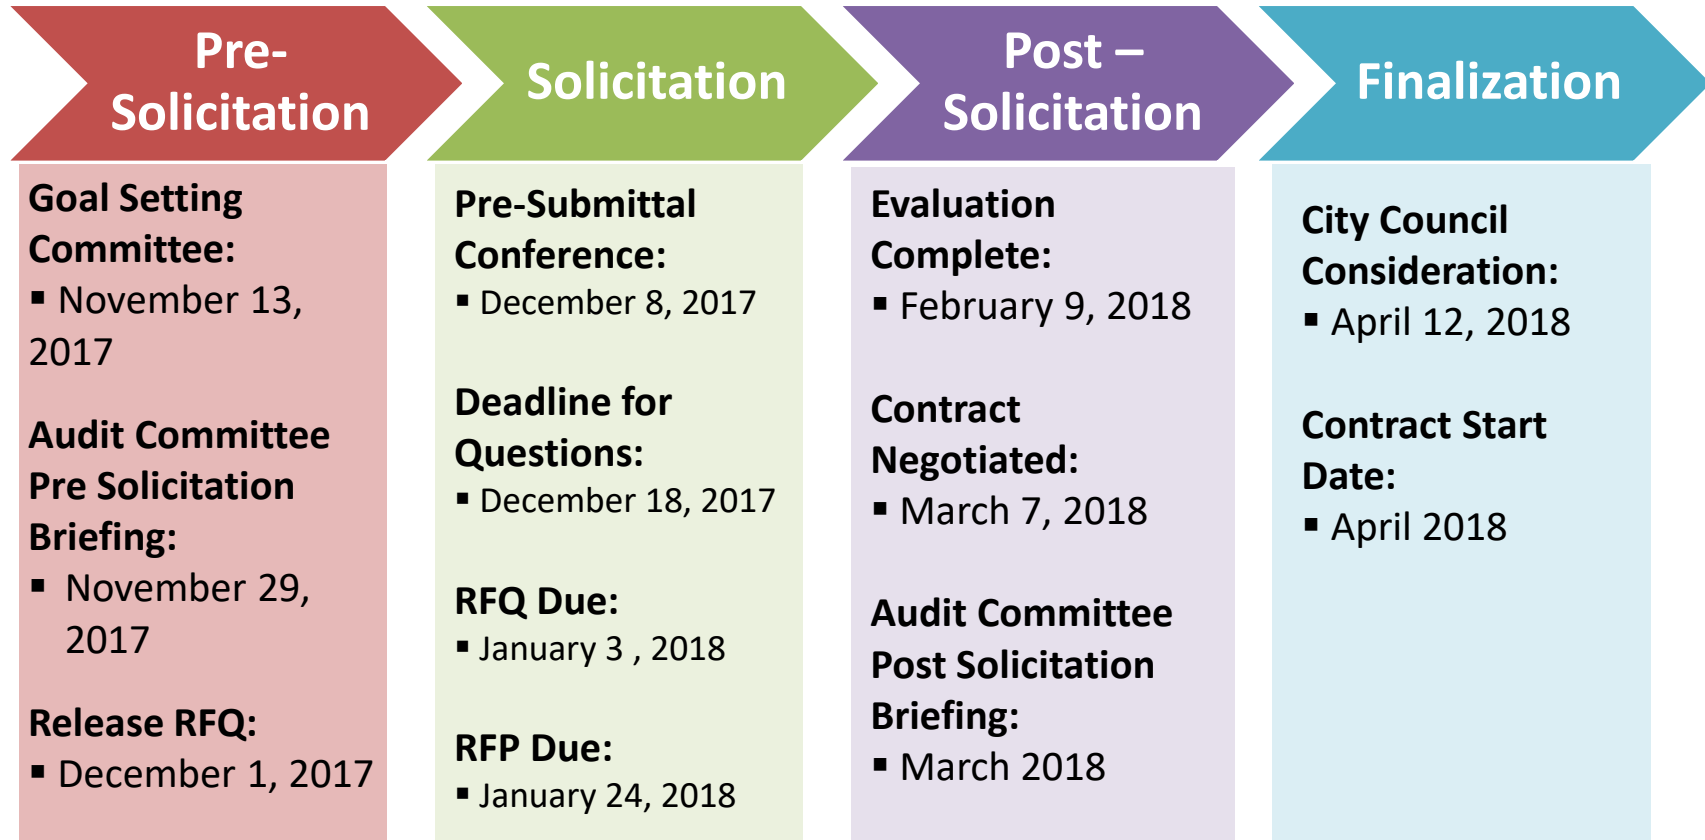 Pre-
Solicitation
Solicitation
Post –
Solicitation
Finalization
Goal Setting
Committee:
▪ November 13,
2017
Audit Committee
Pre Solicitation
Briefing:
▪ November 29,
2017
Release RFQ:
▪ December 1, 2017
Pre-Submittal
Conference:
▪ December 8, 2017
Deadline for
Questions:
▪ December 18, 2017
RFQ Due:
▪ January 3 , 2018
RFP Due:
▪ January 24, 2018
Evaluation
Complete:
▪ February 9, 2018
Contract
Negotiated:
▪ March 7, 2018
Audit Committee
Post Solicitation
Briefing:
▪ March 2018
City Council
Consideration:
▪ April 12, 2018
Contract Start
Date:
▪ April 2018